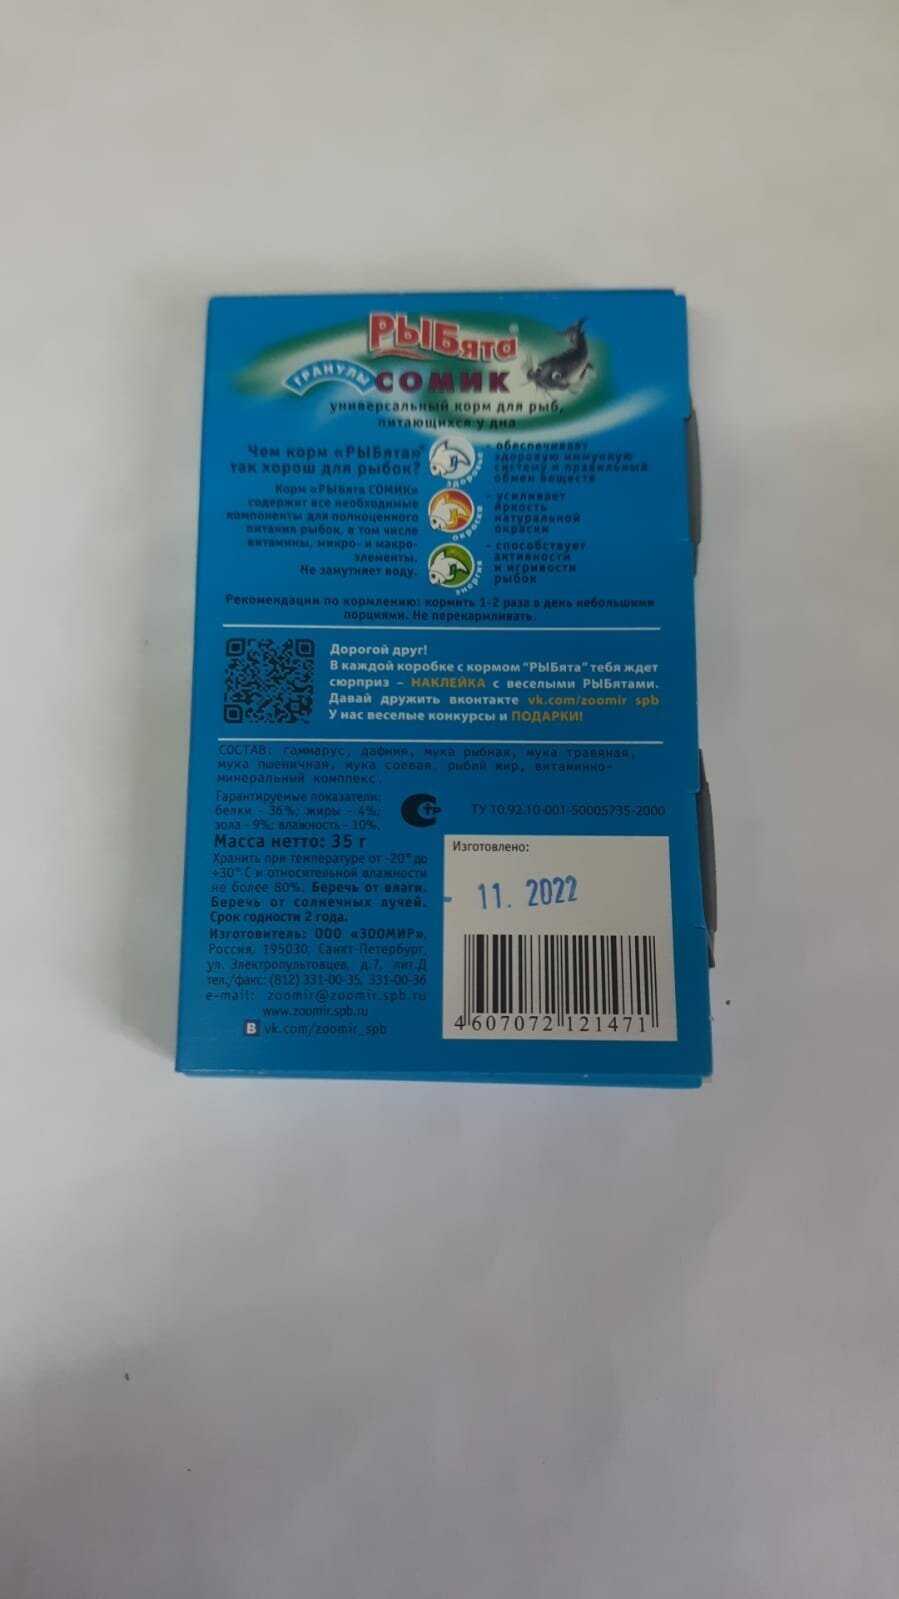 РЫБята®
ГРАНУЛЫ
СОМИК
универсальный корм для рыб,
питающихся у дна
Чем корм «РЫБята»®
так хорош для рыбок?
Корм «РЫБята СОМИК»
содержит все необходимые
компоненты для полноценного
питания рыбок, в том числе
витамины, микро- и макро-
элементы.
Не замутняет воду.
здоровье
- обеспечивает
здоровую иммунную
систему и правильный
обмен веществ
окраска
- усиливает
яркость
натуральной
окраски
энергия
- способствует
активности
и игривости
рыбок
Рекомендации по кормлению: кормить 1-2 раза в день небольшими
порциями. Не перекармливать.
Дорогой друг!
В каждой коробке с кормом "РЫБята" тебя ждет
сюрприз – НАКЛЕЙКА с веселыми РЫБятами.
Давай дружить вконтакте vk.com/zoomir_spb
У нас веселые конкурсы и ПОДАРКИ!
СОСТАВ: гаммарус, дафния, мука рыбная, мука травяная,
мука пшеничная, мука соевая, рыбий жир, витаминно-
минеральный комплекс.
Гарантируемые показатели:
белки - 36%; жиры - 4%;
зола - 9%; влажность - 10%.
ТУ 10.92.10-001-50005735-2000
Масса нетто: 35 г
Хранить при температуре от -20° до
+30° С и относительной влажности
не более 80%. Беречь от влаги.
Беречь от солнечных лучей.
Срок годности 2 года.
Изготовитель: ООО «ЗООМИР»,
Россия, 195030, Санкт-Петербург,
ул. Электропультовцев, д.7, лит.Д
тел./факс: (812) 331-00-35, 331-00-36
e-mail: zoomir@zoomir.spb.ru
www.zoomir.spb.ru
В vk.com/zoomir_spb
Изготовлено:
11. 2022
4 607072 121471